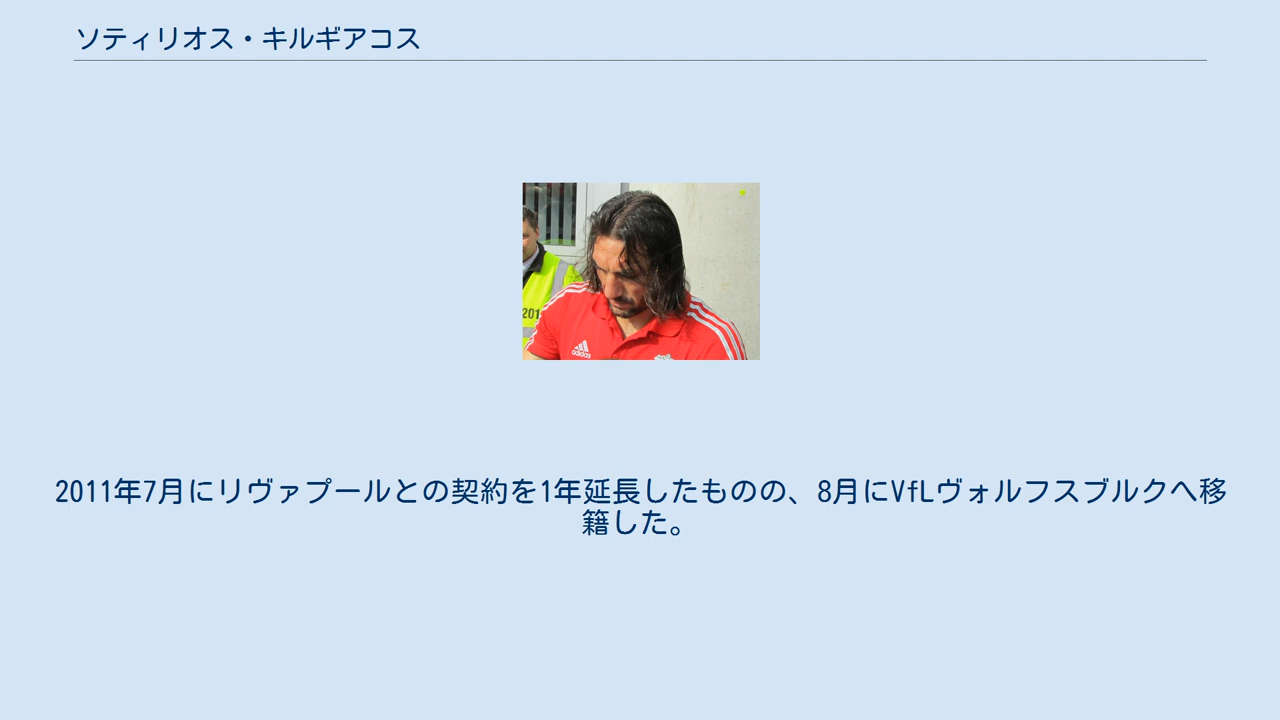 ソティリオス・キルギアコス
201
adidas
2011年7月にリヴァプールとの契約を1年延長したものの、8月にVfLヴォルフスブルクへ移
籍した。